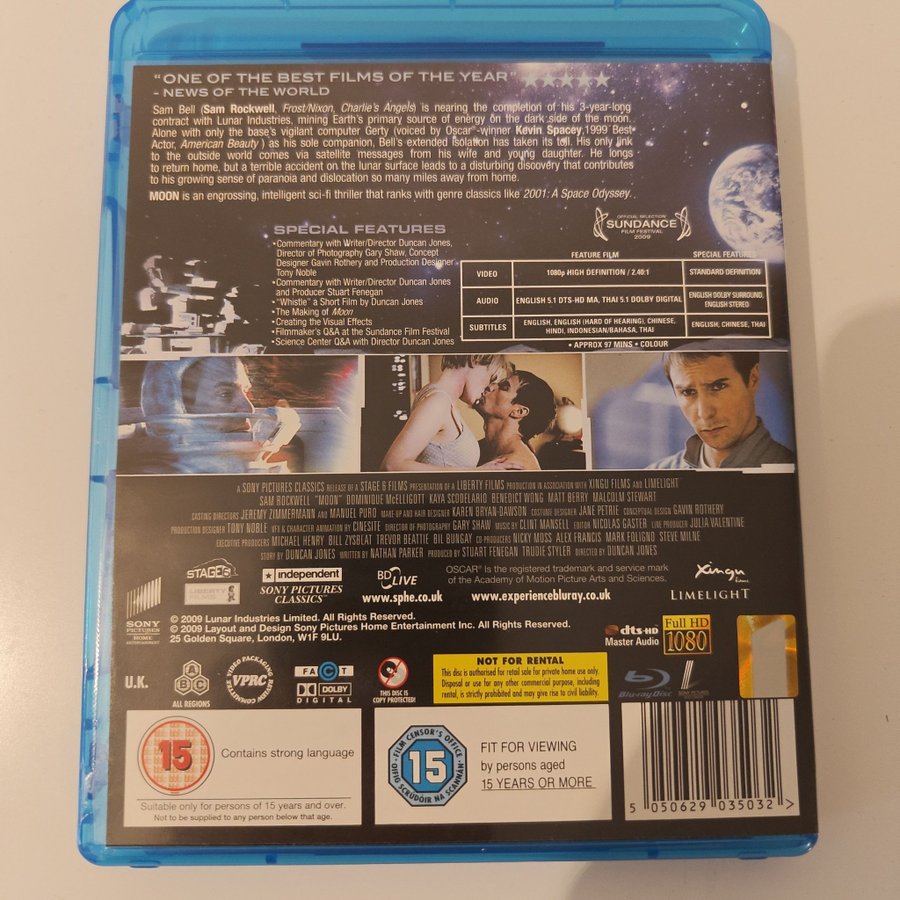 "ONE OF THE BEST FILMS OF THE YEAR" ★★★★★
- NEWS OF THE WORLD
Sam Bell (Sam Rockwell, Frost/Nixon, Charlie's Angels) is nearing the completion of his 3-year-long
contract with Lunar Industries, mining Earth's primary source of energy on the dark side of the moon.
Alone with only the base's vigilant computer Gerty (voiced by Oscar®-winner Kevin Spacey,1999 Best
Actor, American Beauty ) as his sole companion, Bell's extended isolation has taken its toll. His only link
to the outside world comes via satellite messages from his wife and young daughter. He longs
to return home, but a terrible accident on the lunar surface leads to a disturbing disovery that contributes
to his growing sense of paranoia and dislocation so many miles away from home.
MOON is an engrossing, intelligent sci-fi thriller that ranks with genre classics like 2001: A Space Odyssey.
OFFICIAL SELECTION
SUNDANCE
FILM FESTIVAL
2009
SPECIAL FEATURES
•Commentary with Writer/Director Duncan Jones,
Director of Photography Gary Shaw, Concept
Designer Gavin Rothery and Production Designer
Tony Noble
•Commentary with Writer/Director Duncan Jones
and Producer Stuart Fenegan
•"Whistle" a Short Film by Duncan Jones
•The Making of Moon
•Creating the Visual Effects
•Filmmaker's Q&A at the Sundance Film Festival
•Science Center Q&A with Director Duncan Jones
FEATURE FILM SPECIAL FEATURES
VIDEO 1080p HIGH DEFINITION / 2.40:1 STANDARD DEFINITION
AUDIO ENGLISH 5.1 DTS-HD MA, THAI 5.1 DOLBY DIGITAL ENGLISH DOLBY SURROUND, ENGLISH STEREO
SUBTITLES ENGLISH, ENGLISH (HARD OF HEARING), CHINESE, HINDI, INDONESIAN/BAHASA, THAI ENGLISH, CHINESE, THAI
• APPROX 97 MINS • COLOUR
A SONY PICTURES CLASSICS RELEASE OF A STAGE 6 FILMS PRESENTATION OF A LIBERTY FILMS PRODUCTION IN ASSOCIATION WITH XINGU FILMS AND LIMELIGHT
SAM ROCKWELL "MOON" DOMINIQUE McELLIGOTT KAYA SCODELARIO BENEDICT WONG MATT BERRY MALCOLM STEWART
CASTING DIRECTORS JEREMY ZIMMERMANN AND MANUEL PURO MAKE-UP AND HAIR DESIGNER KAREN BRYAN-DAWSON COSTUME DESIGNER JANE PETRIE CONCEPTUAL DESIGN GAVIN ROTHERY
PRODUCTION DESIGNER TONY NOBLE VFX & CHARACTER ANIMATION BY CINESITE DIRECTOR OF PHOTOGRAPHY GARY SHAW MUSIC BY CLINT MANSELL EDITOR NICOLAS GASTER LINE PRODUCER JULIA VALENTINE
EXECUTIVE PRODUCERS MICHAEL HENRY BILL ZYSBLAT TREVOR BEATTIE BIL BUNGAY CO PRODUCERS NICKY MOSS ALEX FRANCIS MARK FOLIGNO STEVE MILNE
STORY BY DUNCAN JONES WRITTEN BY NATHAN PARKER PRODUCED BY STUART FENEGAN TRUDIE STYLER DIRECTED BY DUNCAN JONES
SONY
PICTURES
HOME
ENTERTAINMENT
STAGE 6
LIBERTY
FILMS
independent
SONY PICTURES
CLASSICS™
BD LIVE
www.sphe.co.uk
OSCAR® is the registered trademark and service mark
of the Academy of Motion Picture Arts and Sciences.
www.experiencebluray.co.uk
Xingu
films
LIMELIGHT
© 2009 Lunar Industries Limited. All Rights Reserved.
© 2009 Layout and Design Sony Pictures Home Entertainment Inc. All Rights Reserved.
25 Golden Square, London, W1F 9LU.
dts-HD
Master Audio
Full HD
1080
U.K.
A B C
ALL REGIONS
VIDEO PACKAGING REVIEW COMMITTEE
VPRC
FACT
DOLBY
DIGITAL
THIS DISC IS
COPY PROTECTED!
NOT FOR RENTAL
This disc is authorised for retail sale for private home use only.
Disposal or use for any other commercial purpose, including
rental, is strictly prohibited and may give rise to civil liability.
Blu-ray Disc
15
Contains strong language
Suitable only for persons of 15 years and over.
Not to be supplied to any person below that age.
FILM CENSOR'S OFFICE
15
OIFIG SCRÚDÓIR NA SCANNÁN
FIT FOR VIEWING
by persons aged
15 YEARS OR MORE
5 050629 035032 >